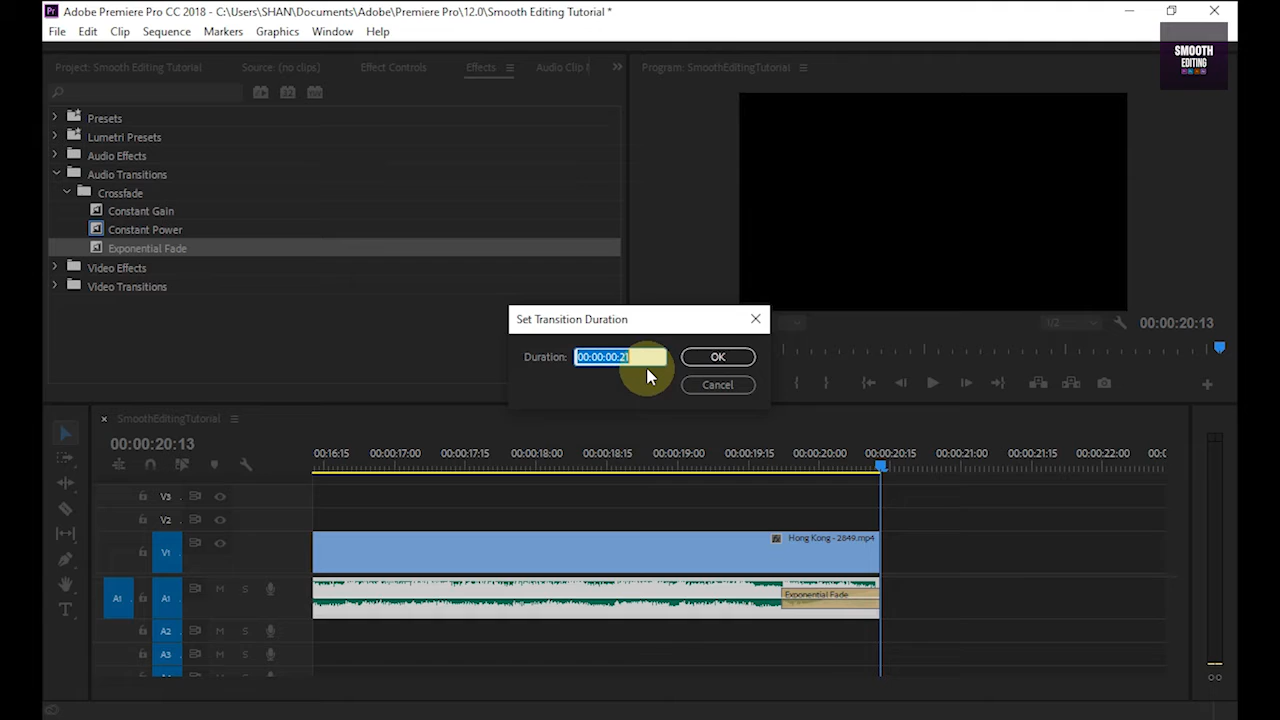 Adobe Premiere Pro CC 2018 - C:\Users\SHAN\Documents\Adobe\Premiere Pro\12.0\Smooth Editing Tutorial *
File Edit Clip Sequence Markers Graphics Window Help
SMOOTH
EDITING
Project: Smooth Editing Tutorial Source: (no clips) Effect Controls Effects Audio Clip
Program: SmoothEditingTutorial
Presets
Lumetri Presets
Audio Effects
Audio Transitions
Crossfade
Constant Gain
Constant Power
Exponential Fade
Video Effects
Video Transitions
Set Transition Duration
Duration: 00:00:00:21 OK
Cancel
1/2 00:00:20:13
SmoothEditingTutorial
00:00:20:13
00:16:15 00:00:17:00 00:00:17:15 00:00:18:00 00:00:18:15 00:00:19:00 00:00:19:15 00:00:20:00 00:00:20:15 00:00:21:00 00:00:21:15 00:00:22:00
V3
V2
V1 Hong Kong - 2849.mp4
A1 A1 M S Exponential Fade
A2 M S
A3 M S